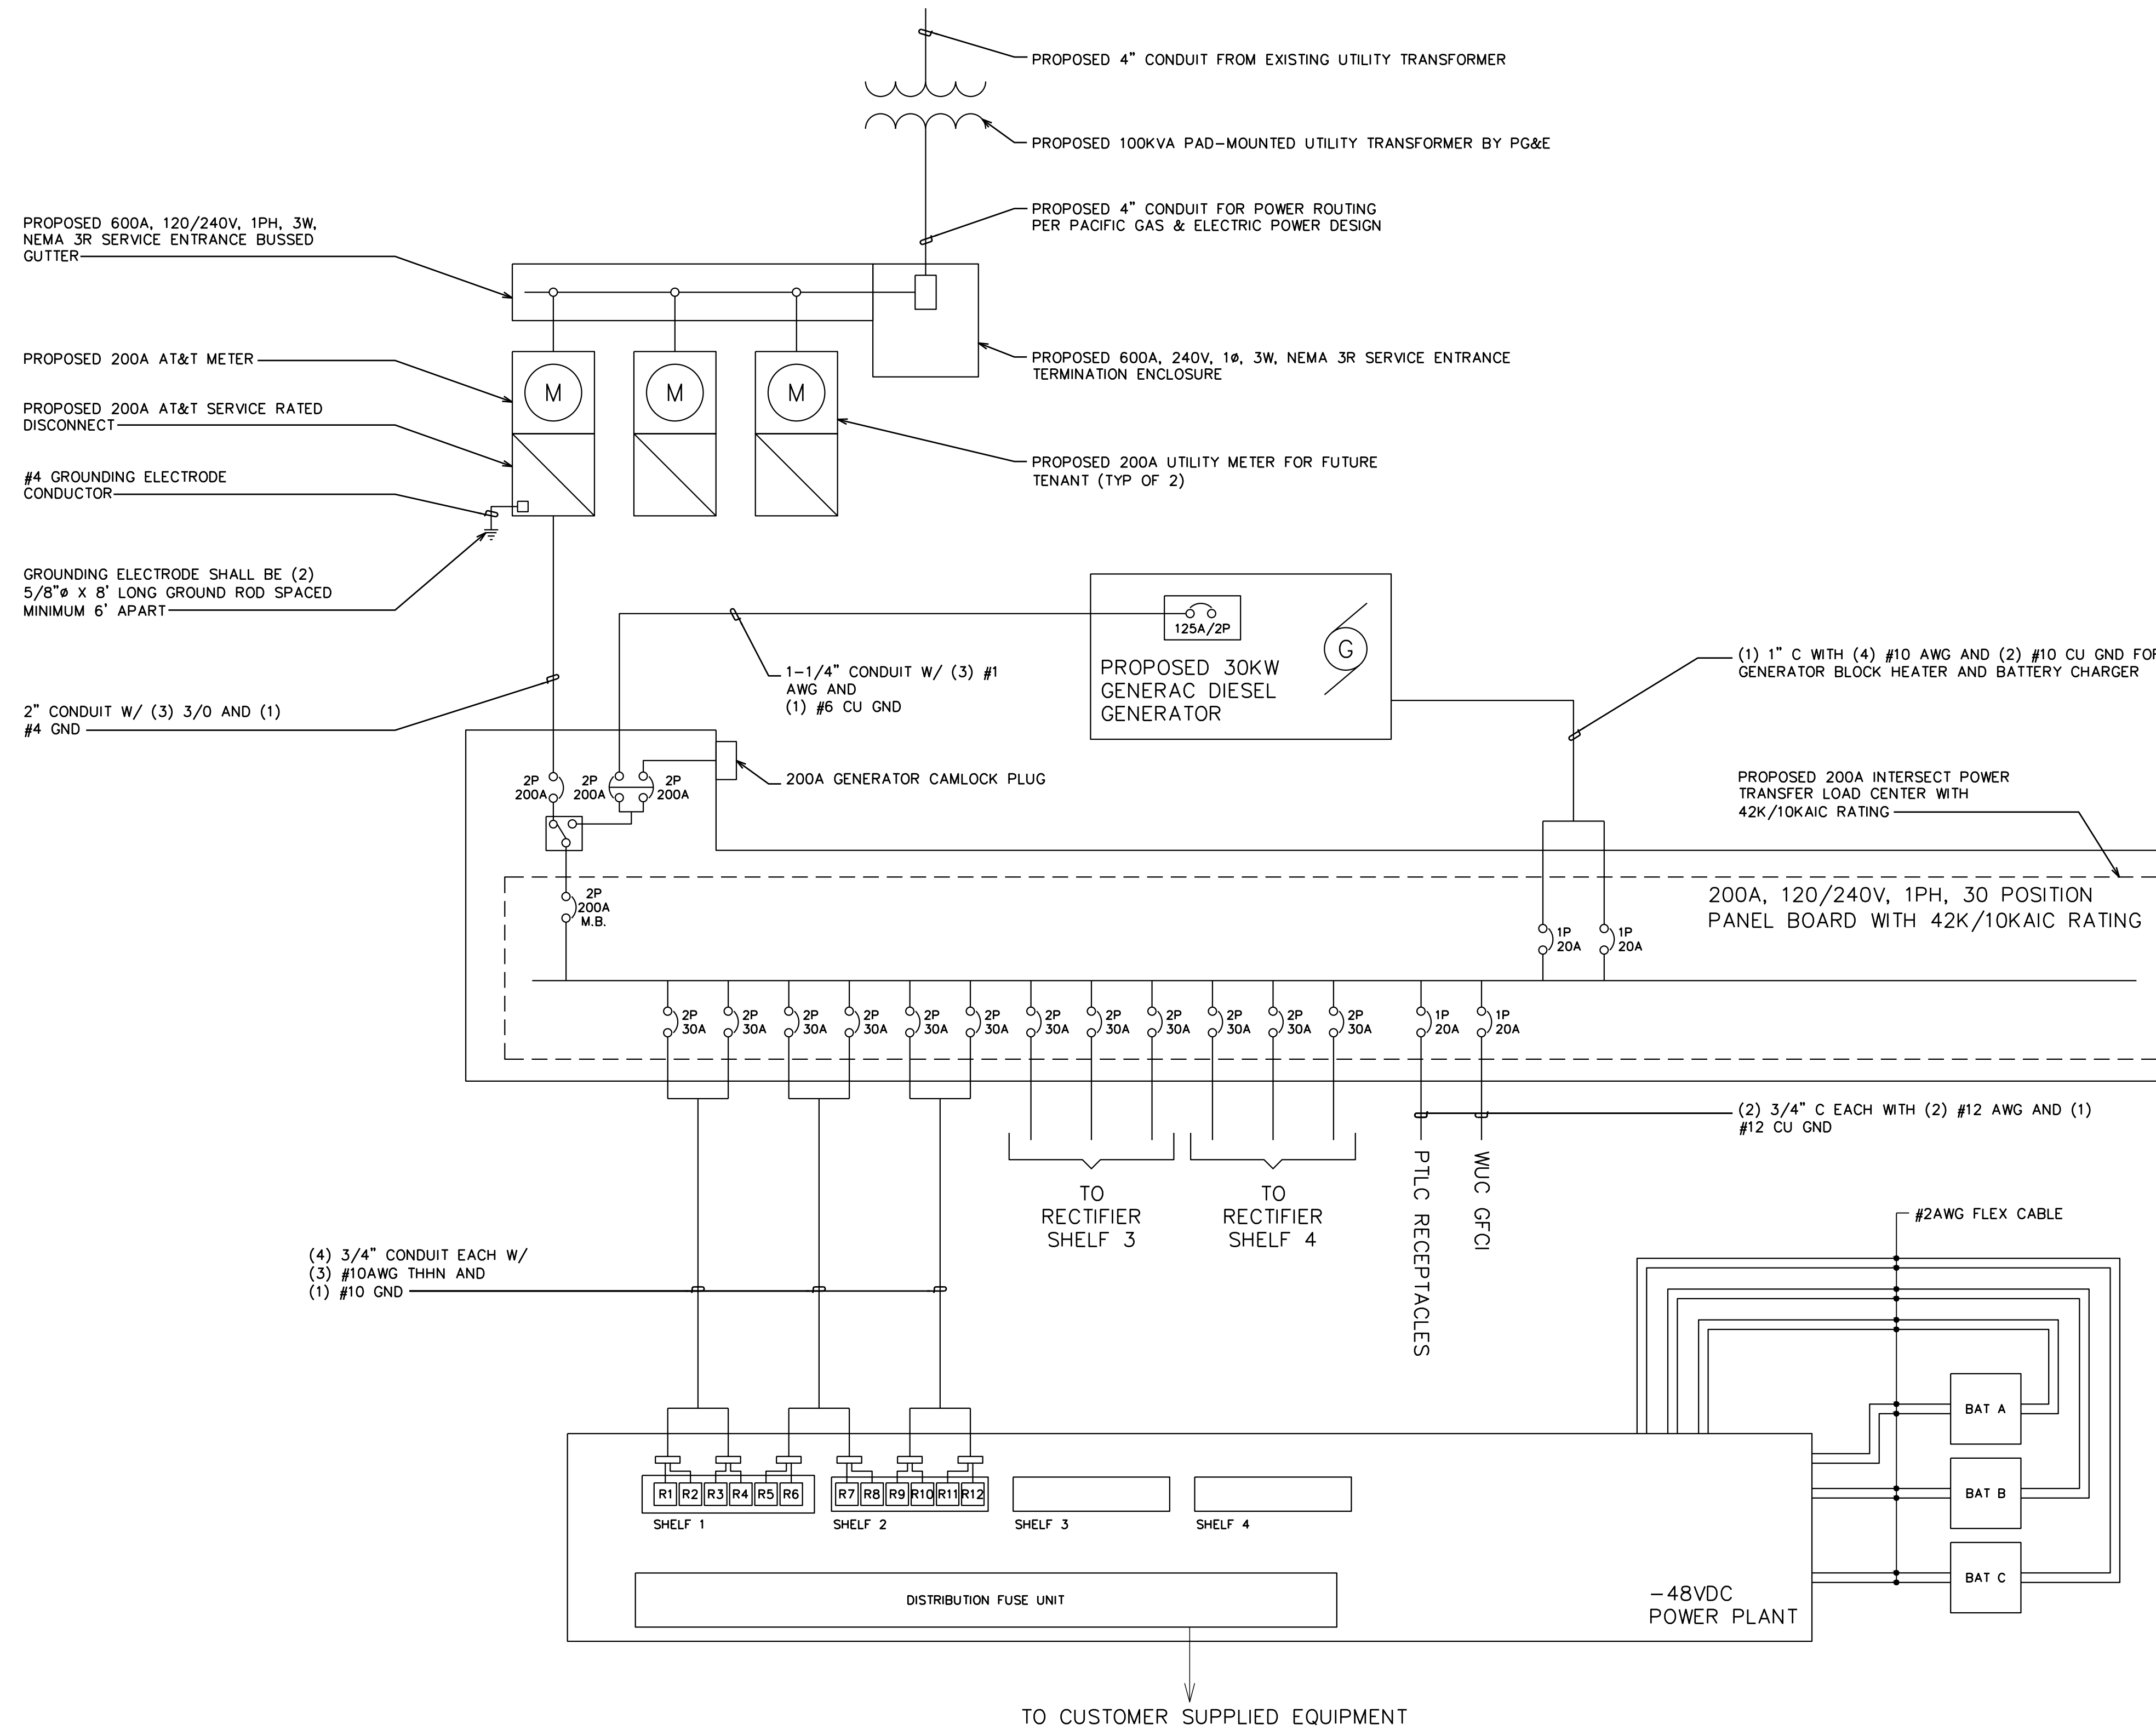 PROPOSED 4" CONDUIT FROM EXISTING UTILITY TRANSFORMER
PROPOSED 100KVA PAD-MOUNTED UTILITY TRANSFORMER BY PG&E
PROPOSED 4" CONDUIT FOR POWER ROUTING
PER PACIFIC GAS & ELECTRIC POWER DESIGN
PROPOSED 600A, 120/240V, 1PH, 3W,
NEMA 3R SERVICE ENTRANCE BUSSED
GUTTER
PROPOSED 600A, 240V, 1ø, 3W, NEMA 3R SERVICE ENTRANCE
TERMINATION ENCLOSURE
PROPOSED 200A AT&T METER
M
M
M
PROPOSED 200A AT&T SERVICE RATED
DISCONNECT
PROPOSED 200A UTILITY METER FOR FUTURE
TENANT (TYP OF 2)
#4 GROUNDING ELECTRODE
CONDUCTOR
GROUNDING ELECTRODE SHALL BE (2)
5/8"ø X 8' LONG GROUND ROD SPACED
MINIMUM 6' APART
125A/2P
G
PROPOSED 30KW
GENERAC DIESEL
GENERATOR
1-1/4" CONDUIT W/ (3) #1
AWG AND
(1) #6 CU GND
(1) 1" C WITH (4) #10 AWG AND (2) #10 CU GND FOR
GENERATOR BLOCK HEATER AND BATTERY CHARGER
2" CONDUIT W/ (3) 3/0 AND (1)
#4 GND
200A GENERATOR CAMLOCK PLUG
2P
200A
2P
200A
2P
200A
PROPOSED 200A INTERSECT POWER
TRANSFER LOAD CENTER WITH
42K/10KAIC RATING
2P
200A
M.B.
200A, 120/240V, 1PH, 30 POSITION
PANEL BOARD WITH 42K/10KAIC RATING
1P
20A
1P
20A
2P
30A
2P
30A
2P
30A
2P
30A
2P
30A
2P
30A
2P
30A
2P
30A
2P
30A
2P
30A
2P
30A
2P
30A
1P
20A
1P
20A
(2) 3/4" C EACH WITH (2) #12 AWG AND (1)
#12 CU GND
TO
RECTIFIER
SHELF 3
TO
RECTIFIER
SHELF 4
PTLC RECEPTACLES
WUC GFCI
#2AWG FLEX CABLE
(4) 3/4" CONDUIT EACH W/
(3) #10AWG THHN AND
(1) #10 GND
BAT A
BAT B
BAT C
R1 R2 R3 R4 R5 R6
R7 R8 R9 R10 R11 R12
SHELF 1
SHELF 2
SHELF 3
SHELF 4
DISTRIBUTION FUSE UNIT
-48VDC
POWER PLANT
TO CUSTOMER SUPPLIED EQUIPMENT